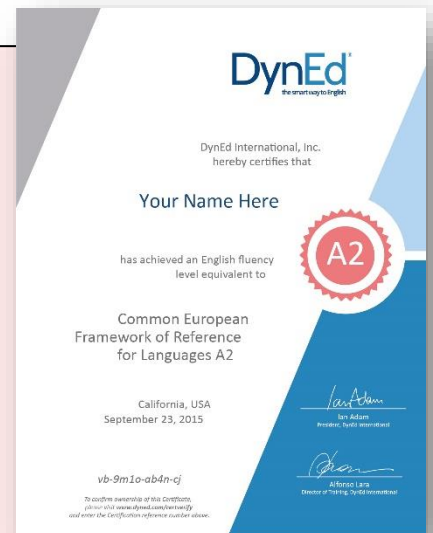 DynEd
the smart way to English
DynEd International, Inc.
hereby certifies that
Your Name Here
has achieved an English fluency
level equivalent to
A2
Common European
Framework of Reference
for Languages A2
California, USA
September 23, 2015
Ian Adam
Ian Adam
President, DynEd International
Alfonso Lara
Director of Training, DynEd International
vb-9m1o-ab4n-cj
To confirm ownership of this Certificate,
please visit www.dyned.com/certverify
and enter the Certification reference number above.